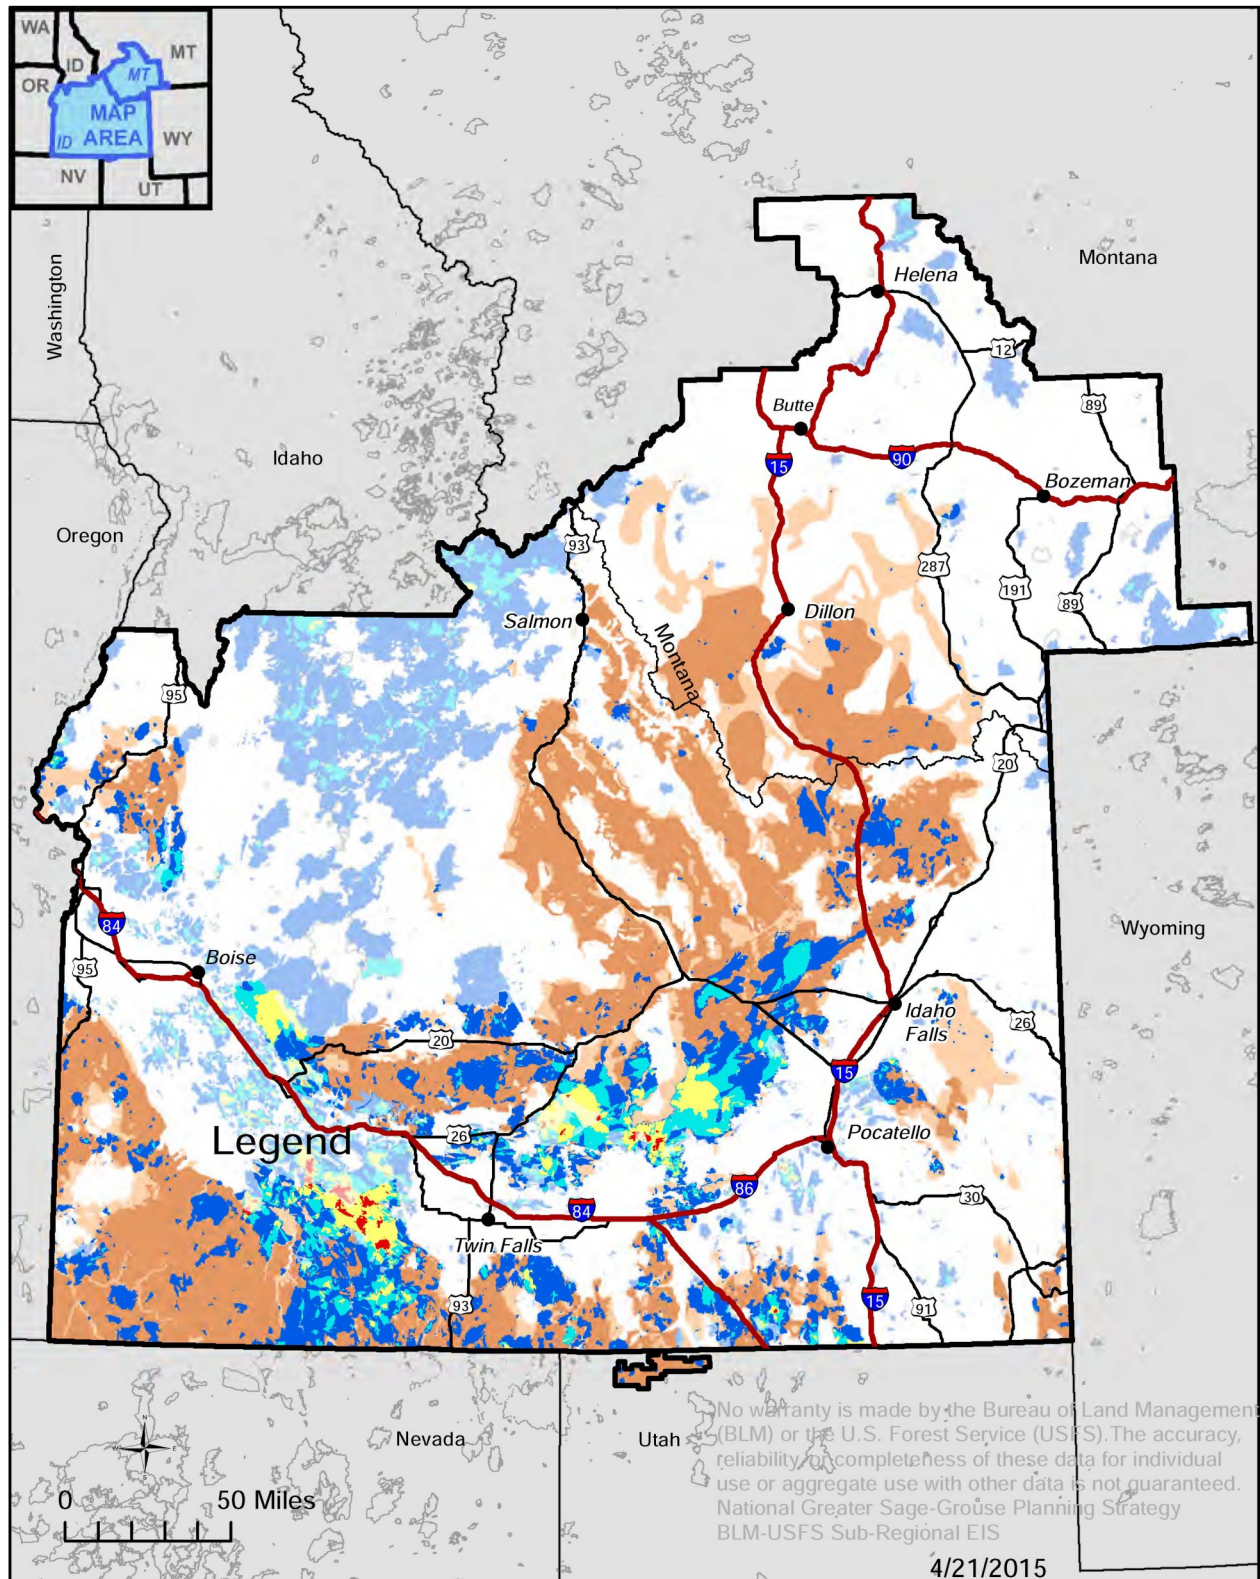 WA
MT
ID
MT
OR
MAP
AREA
ID
WY
NV
UT
Washington
Montana
Helena
12
Butte
89
15
90
Idaho
Bozeman
Oregon
93
287
191
89
Salmon
Dillon
Montana
95
20
84
Wyoming
95
Boise
Idaho
Falls
26
20
15
Legend
26
Pocatello
86
30
84
Twin Falls
93
15
91
N
W
E
S
Nevada
Utah
0
50 Miles
No warranty is made by the Bureau of Land Management
(BLM) or the U.S. Forest Service (USFS).The accuracy,
reliability, or completeness of these data for individual
use or aggregate use with other data is not guaranteed.
National Greater Sage-Grouse Planning Strategy
BLM-USFS Sub-Regional EIS
4/21/2015